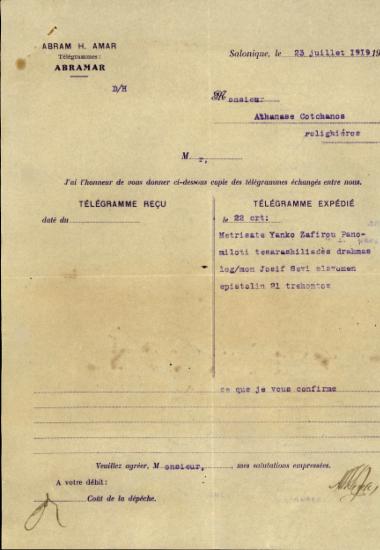 ABRAM H. AMAR
Télégrammes:
ABRAMAR
D/H
Salonique, le 23 juillet 1919
Monsieur
Athanase Cotchanos
Polighiéros
M r,
J'ai l'honneur de vous donner ci-dessous copie des télégrammes échangés entre nous.
TÉLÉGRAMME REÇU
daté du
TÉLÉGRAMME EXPÉDIÉ
le 22 crt:
Metrisate Yanko Zafirou Pano-
miloti tesarashiliadès drahmas
log/mon Josif Sevi elavomen
epistolin 21 trehontos
ce que je vous confirme
Veuillez agréer, Monsieur, mes salutations empressées.
A votre débit:
Coût de la dépêche.